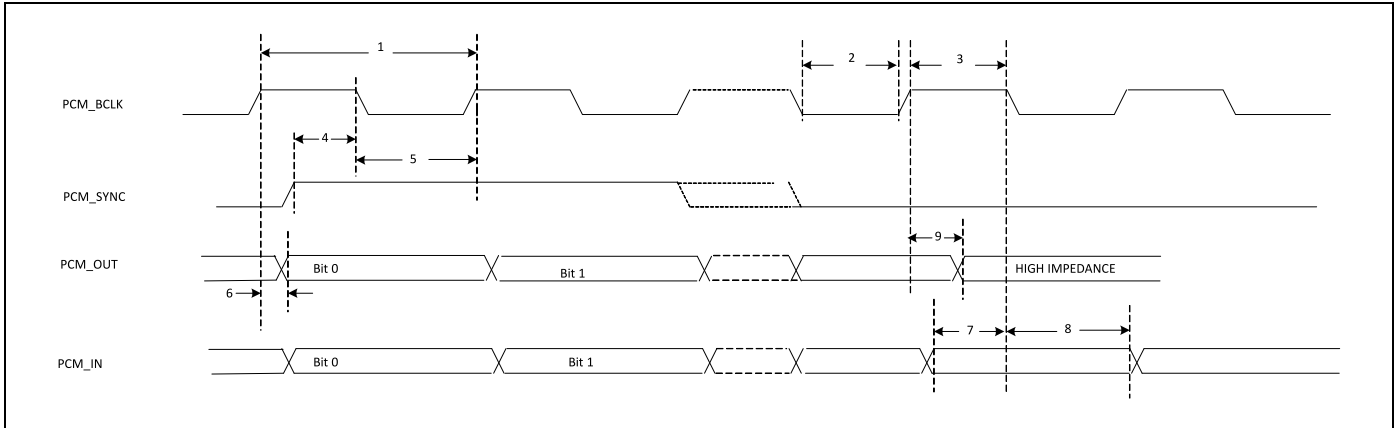 1
2
3
PCM_BCLK
4
5
PCM_SYNC
9
PCM_OUT
Bit 0
Bit 1
HIGH IMPEDANCE
6
7
8
PCM_IN
Bit 0
Bit 1